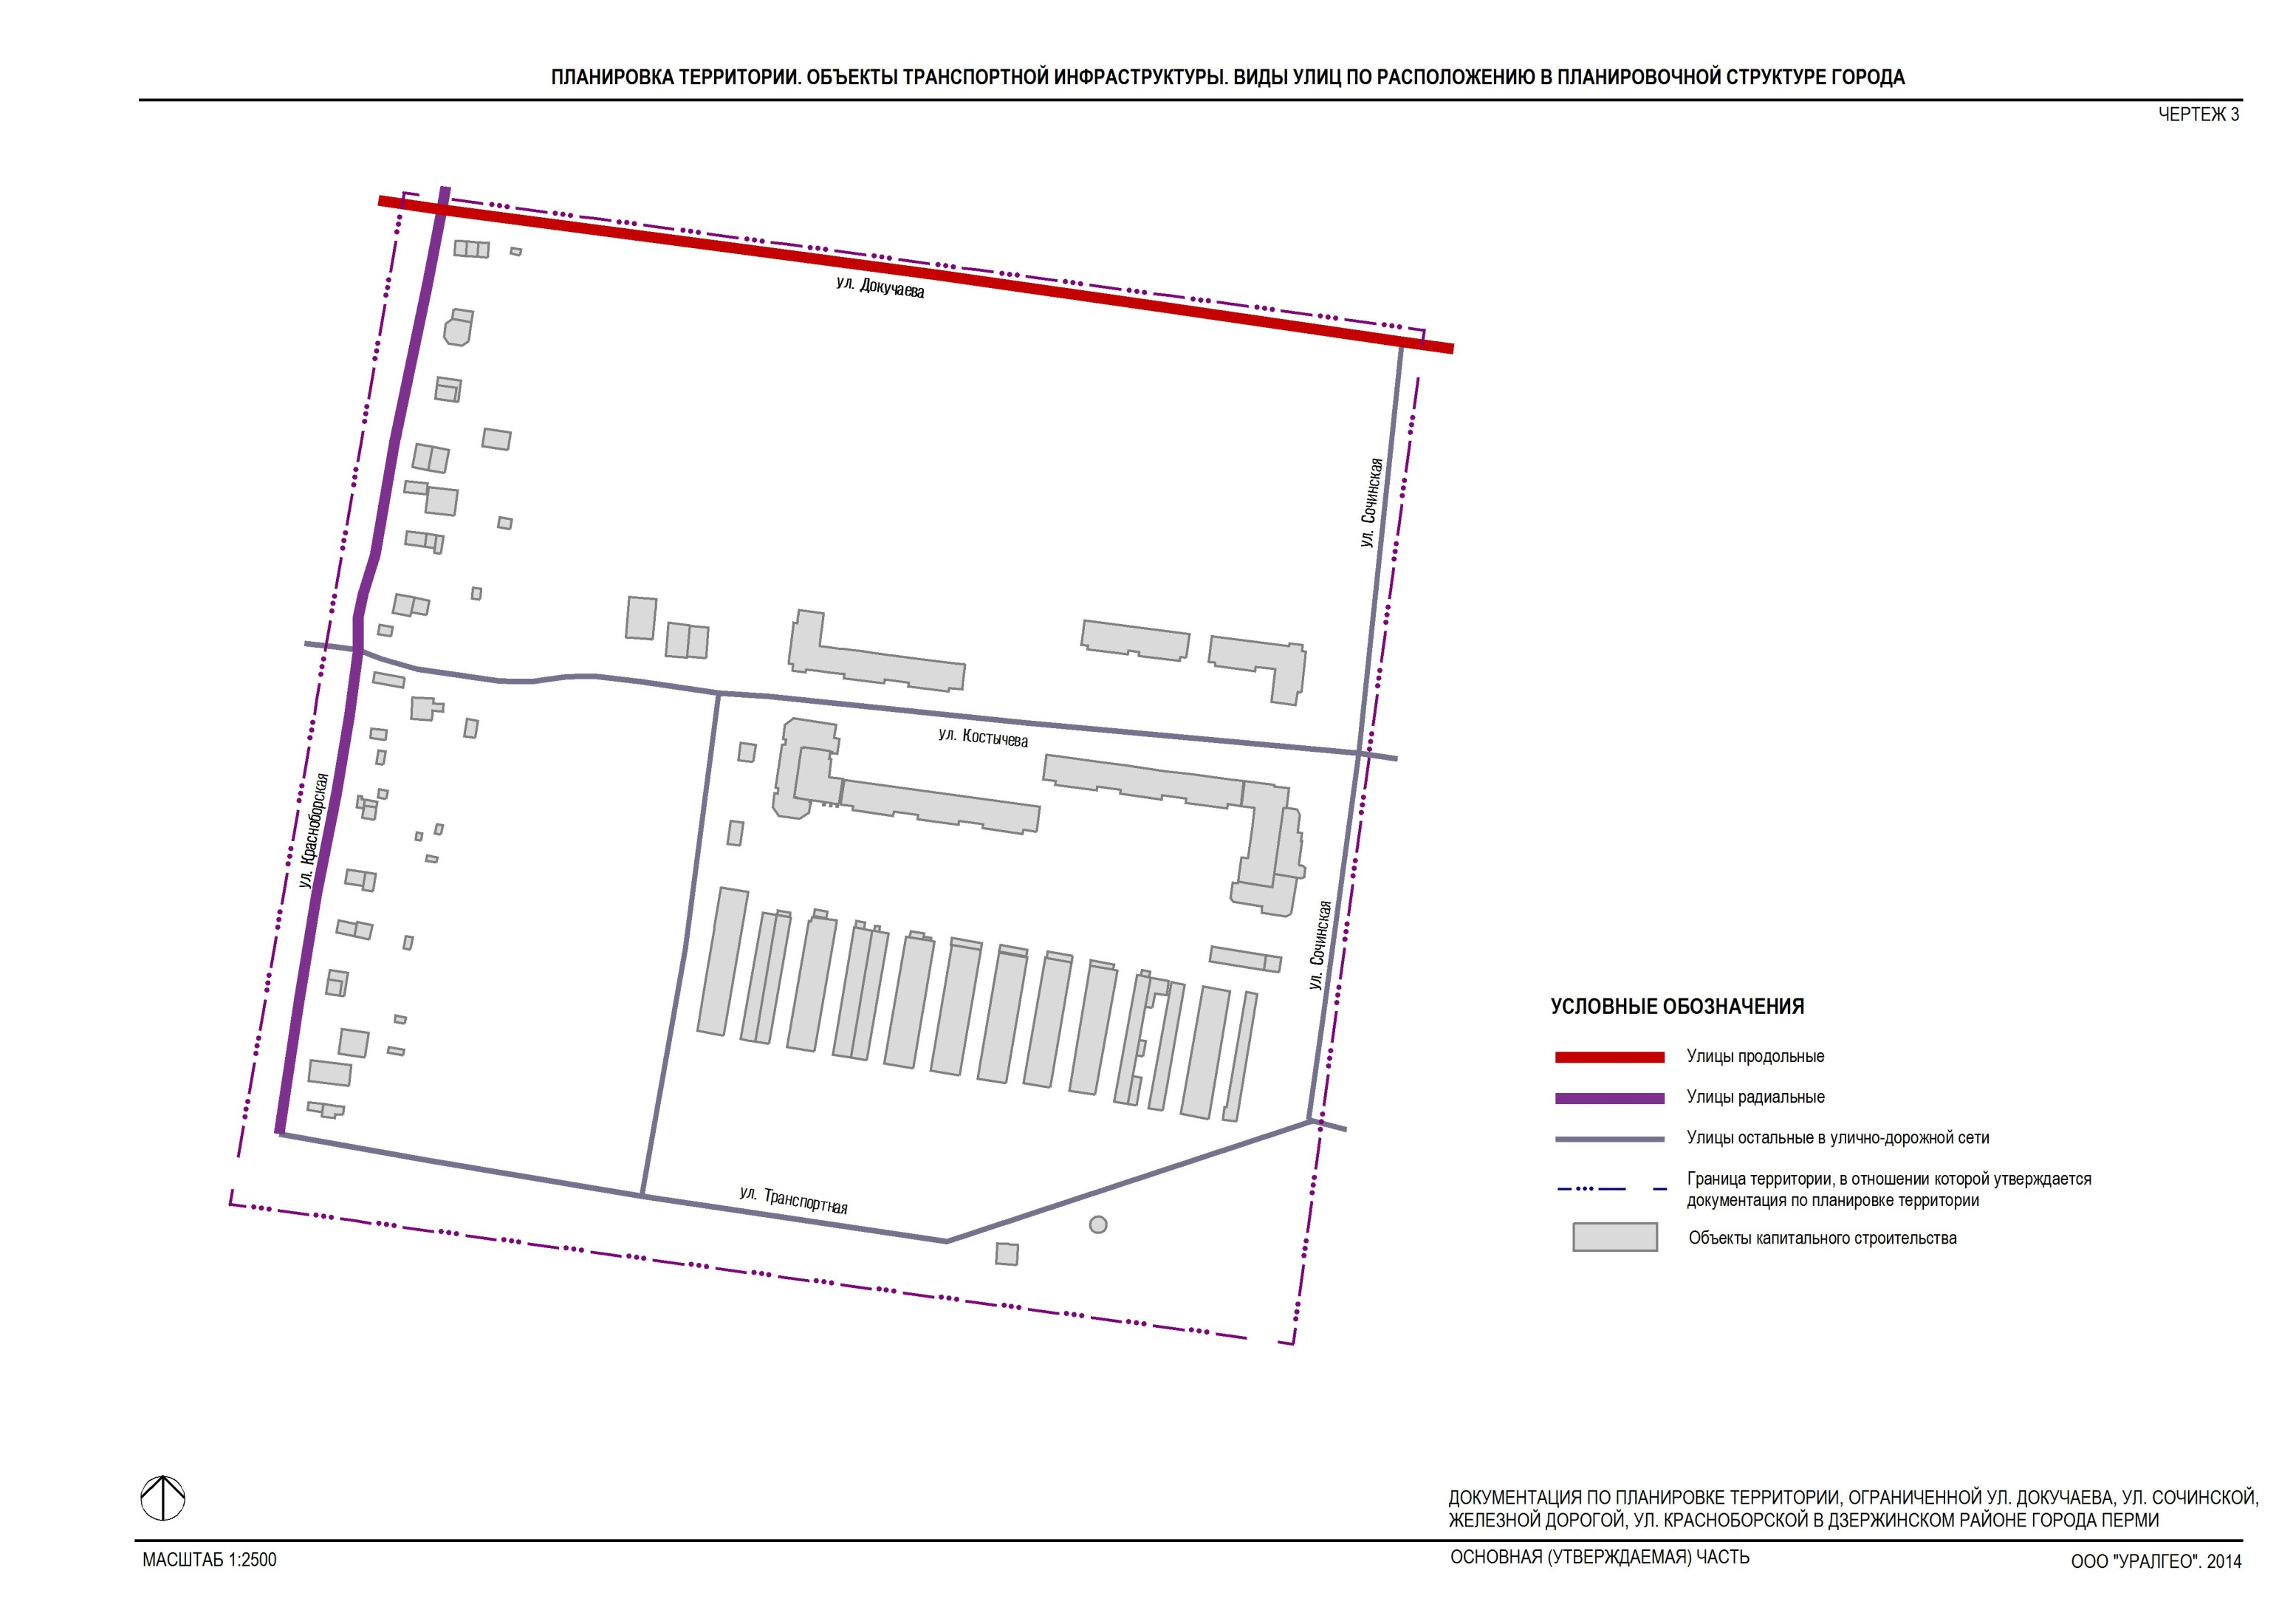 ПЛАНИРОВКА ТЕРРИТОРИИ. ОБЪЕКТЫ ТРАНСПОРТНОЙ ИНФРАСТРУКТУРЫ. ВИДЫ УЛИЦ ПО РАСПОЛОЖЕНИЮ В ПЛАНИРОВОЧНОЙ СТРУКТУРЕ ГОРОДА
ЧЕРТЕЖ 3
ул. Докучаева
ул. Сочинская
ул. Костычева
ул. Красноборская
ул. Сочинская
ул. Транспортная
УСЛОВНЫЕ ОБОЗНАЧЕНИЯ
Улицы продольные
Улицы радиальные
Улицы остальные в улично-дорожной сети
Граница территории, в отношении которой утверждается
документация по планировке территории
Объекты капитального строительства
ДОКУМЕНТАЦИЯ ПО ПЛАНИРОВКЕ ТЕРРИТОРИИ, ОГРАНИЧЕННОЙ УЛ. ДОКУЧАЕВА, УЛ. СОЧИНСКОЙ,
ЖЕЛЕЗНОЙ ДОРОГОЙ, УЛ. КРАСНОБОРСКОЙ В ДЗЕРЖИНСКОМ РАЙОНЕ ГОРОДА ПЕРМИ
МАСШТАБ 1:2500
ОСНОВНАЯ (УТВЕРЖДАЕМАЯ) ЧАСТЬ
ООО "УРАЛГЕО". 2014